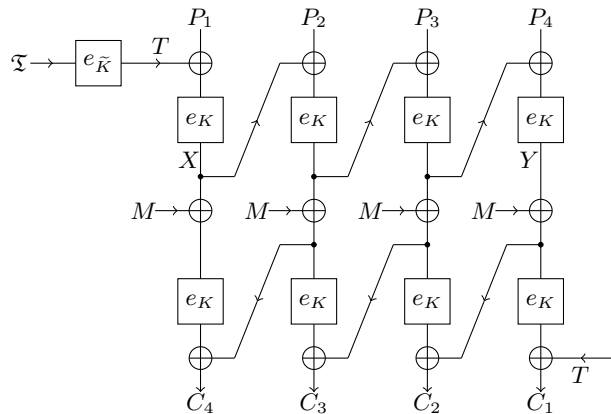 P₁ P₂ P₃ P₄
𝔗 e_K̃ T
e_K e_K e_K e_K
X Y
M M M M
e_K e_K e_K e_K
T
C₄ C₃ C₂ C₁